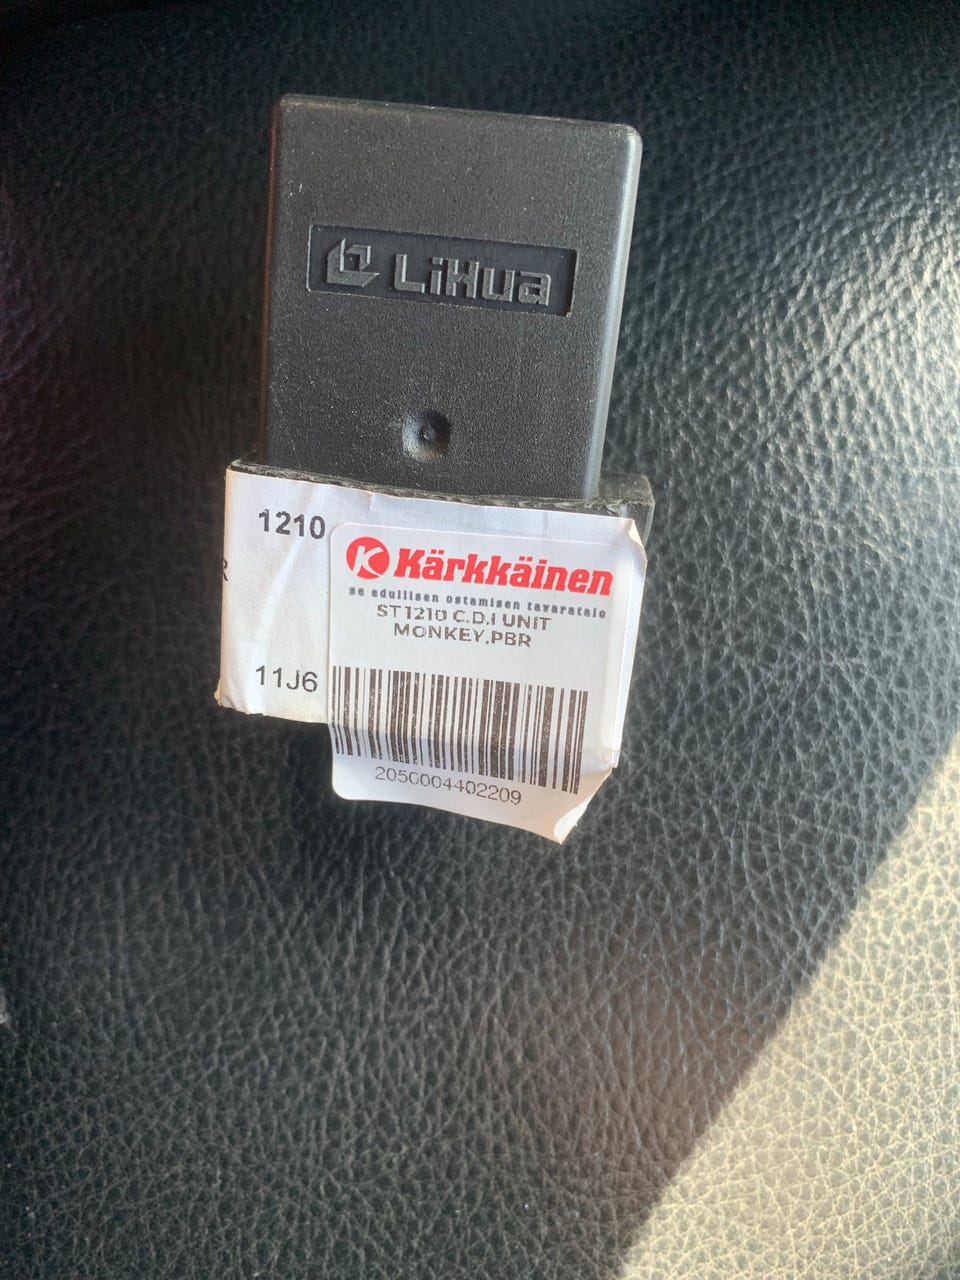 LiHua
1210
R
11J6
Kärkkäinen
se edullisen ostamisen tavaratalo
ST1210 C.D.I UNIT
MONKEY,PBR
2050004402209